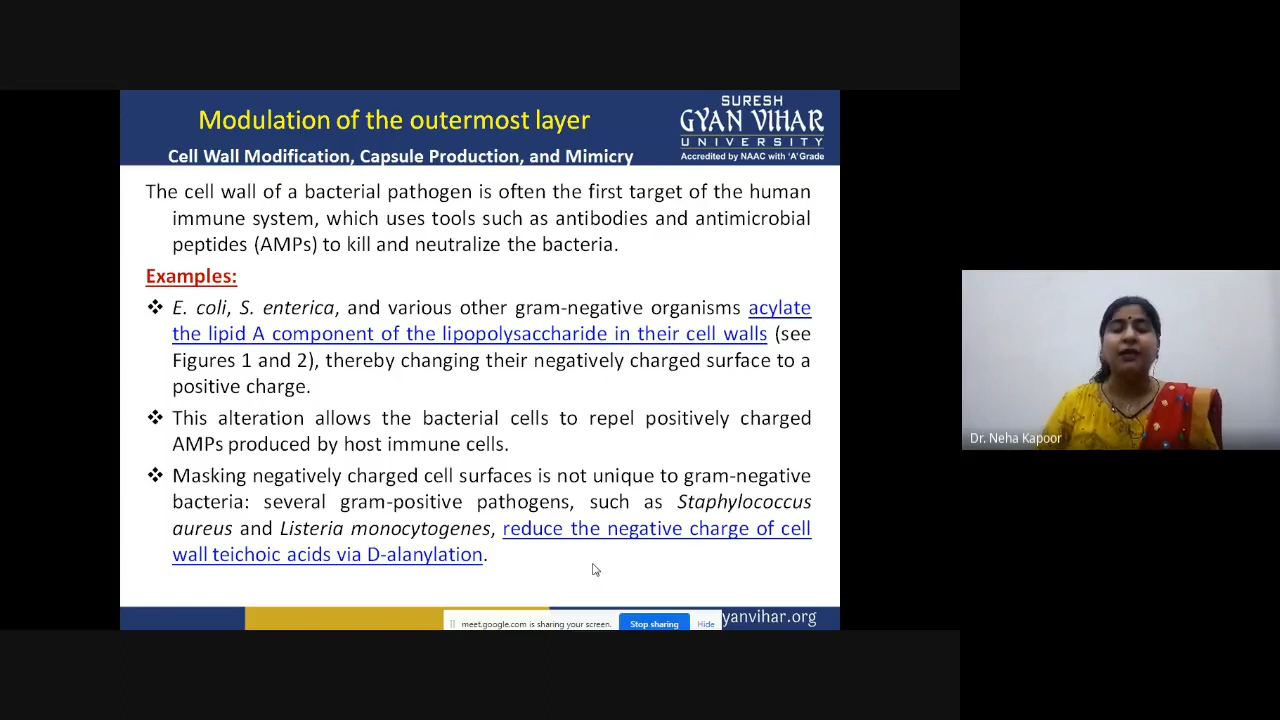 Modulation of the outermost layer
Cell Wall Modification, Capsule Production, and Mimicry
SURESH
GYAN VIHAR
UNIVERSITY
Accredited by NAAC with 'A' Grade
The cell wall of a bacterial pathogen is often the first target of the human
immune system, which uses tools such as antibodies and antimicrobial
peptides (AMPs) to kill and neutralize the bacteria.
Examples:
❖ E. coli, S. enterica, and various other gram-negative organisms acylate
the lipid A component of the lipopolysaccharide in their cell walls (see
Figures 1 and 2), thereby changing their negatively charged surface to a
positive charge.
❖ This alteration allows the bacterial cells to repel positively charged
AMPs produced by host immune cells.
❖ Masking negatively charged cell surfaces is not unique to gram-negative
bacteria: several gram-positive pathogens, such as Staphylococcus
aureus and Listeria monocytogenes, reduce the negative charge of cell
wall teichoic acids via D-alanylation.
meet.google.com is sharing your screen. Stop sharing Hide
yanvihar.org
Dr. Neha Kapoor